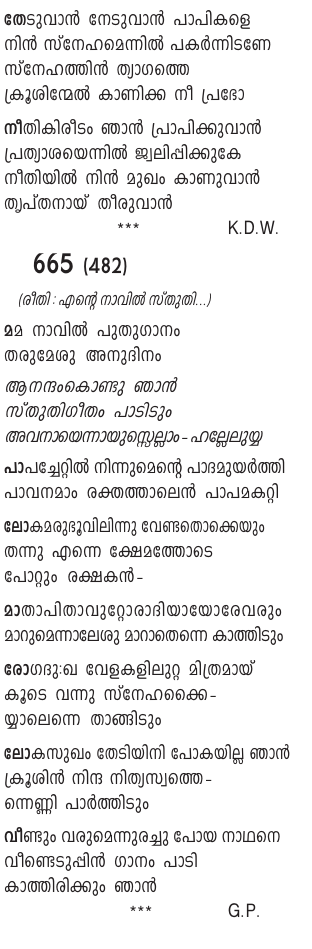 തേടുവാൻ നേടുവാൻ പാപികളെ
നിൻ സ്നേഹമെന്നിൽ പകർന്നിടണേ
സ്നേഹത്തിൻ ത്യാഗത്തെ
ക്രൂശിന്മേൽ കാണിക്ക നീ പ്രഭോ
നീതികിരീടം ഞാൻ പ്രാപിക്കുവാൻ
പ്രത്യാശയെന്നിൽ ജ്വലിപ്പിക്കുകേ
നീതിയിൽ നിൻ മുഖം കാണുവാൻ
തൃപ്തനായ് തീരുവാൻ
*** K.D.W.
665 (482)
(രീതി : എന്റെ നാവിൽ സ്തുതി...)
മമ നാവിൽ പുതുഗാനം
തരുമേശു അനുദിനം
ആനന്ദംകൊണ്ടു ഞാൻ
സ്തുതിഗീതം പാടിടും
അവനായെന്നായുസ്സെല്ലാം-ഹല്ലേലുയ്യ
പാപച്ചേറ്റിൽ നിന്നുമെന്റെ പാദമുയർത്തി
പാവനമാം രക്തത്താലെൻ പാപമകറ്റി
ലോകമരുഭൂവിലിന്നു വേണ്ടതൊക്കെയും
തന്നു എന്നെ ക്ഷേമത്തോടെ
പോറ്റും രക്ഷകൻ-
മാതാപിതാവുറ്റോരാദിയായോരേവരും
മാറുമെന്നാലേശു മാറാതെന്നെ കാത്തിടും
രോഗദു:ഖ വേളകളിലുറ്റ മിത്രമായ്
കൂടെ വന്നു സ്നേഹക്കൈ-
യ്യാലെന്നെ താങ്ങിടും
ലോകസുഖം തേടിയിനി പോകയില്ല ഞാൻ
ക്രൂശിൻ നിന്ദ നിത്യസ്വത്തെ-
ന്നെണ്ണി പാർത്തിടും
വീണ്ടും വരുമെന്നുരച്ചു പോയ നാഥനെ
വീണ്ടെടുപ്പിൻ ഗാനം പാടി
കാത്തിരിക്കും ഞാൻ
*** G.P.